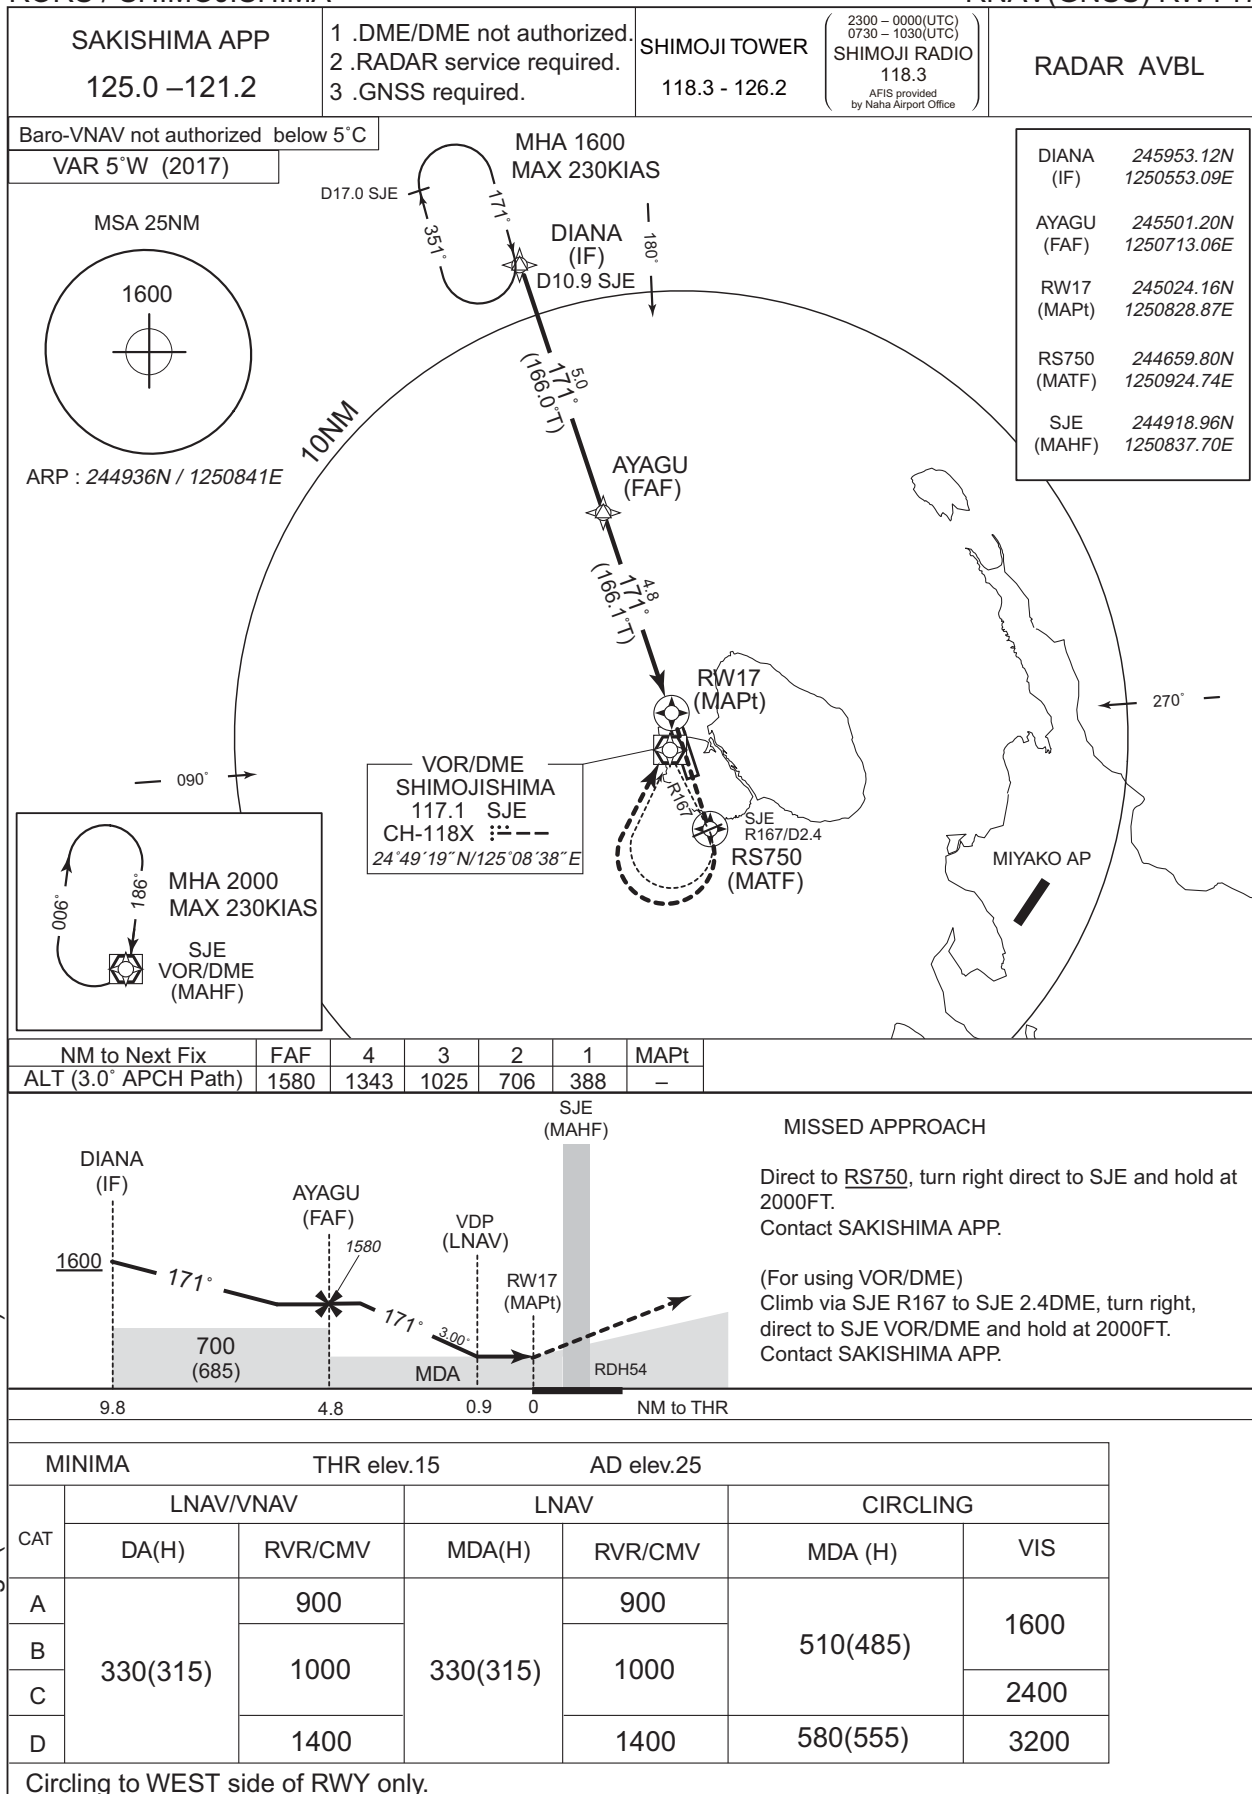 SAKISHIMA APP
125.0 –121.2
1 .DME/DME not authorized.
2 .RADAR service required.
3 .GNSS required.
SHIMOJI TOWER
118.3 - 126.2
2300 – 0000(UTC)
0730 – 1030(UTC)
SHIMOJI RADIO
118.3
AFIS provided
by Naha Airport Office
RADAR AVBL
Baro-VNAV not authorized below 5˚C
VAR 5˚W (2017)
MSA 25NM
1600
ARP : 244936N / 1250841E
MHA 1600
MAX 230KIAS
D17.0 SJE
171˚
351˚
DIANA
(IF)
D10.9 SJE
180˚
DIANA 245953.12N
(IF) 1250553.09E
AYAGU 245501.20N
(FAF) 1250713.06E
RW17 245024.16N
(MAPt) 1250828.87E
RS750 244659.80N
(MATF) 1250924.74E
SJE 244918.96N
(MAHF) 1250837.70E
10NM
5.0
171˚
(166.0˚T)
AYAGU
(FAF)
4.8
171˚
(166.1˚T)
RW17
(MAPt)
270˚
090˚
VOR/DME
SHIMOJISHIMA
117.1 SJE
CH-118X
24˚49´19˝N/125˚08´38˝E
R167
SJE
R167/D2.4
RS750
(MATF)
MIYAKO AP
006˚
186˚
MHA 2000
MAX 230KIAS
SJE
VOR/DME
(MAHF)
NM to Next Fix FAF 4 3 2 1 MAPt
ALT (3.0˚ APCH Path) 1580 1343 1025 706 388 –
DIANA
(IF)
1600
171˚
AYAGU
(FAF)
1580
171˚
3.00˚
VDP
(LNAV)
RW17
(MAPt)
SJE
(MAHF)
700
(685)
MDA
RDH54
9.8 4.8 0.9 0 NM to THR
MISSED APPROACH
Direct to RS750, turn right direct to SJE and hold at
2000FT.
Contact SAKISHIMA APP.
(For using VOR/DME)
Climb via SJE R167 to SJE 2.4DME, turn right,
direct to SJE VOR/DME and hold at 2000FT.
Contact SAKISHIMA APP.
MINIMA THR elev.15 AD elev.25
CAT LNAV/VNAV LNAV CIRCLING
DA(H) RVR/CMV MDA(H) RVR/CMV MDA (H) VIS
A 330(315) 900 330(315) 900 510(485) 1600
B 1000 1000
C 2400
D 1400 1400 580(555) 3200
Circling to WEST side of RWY only.